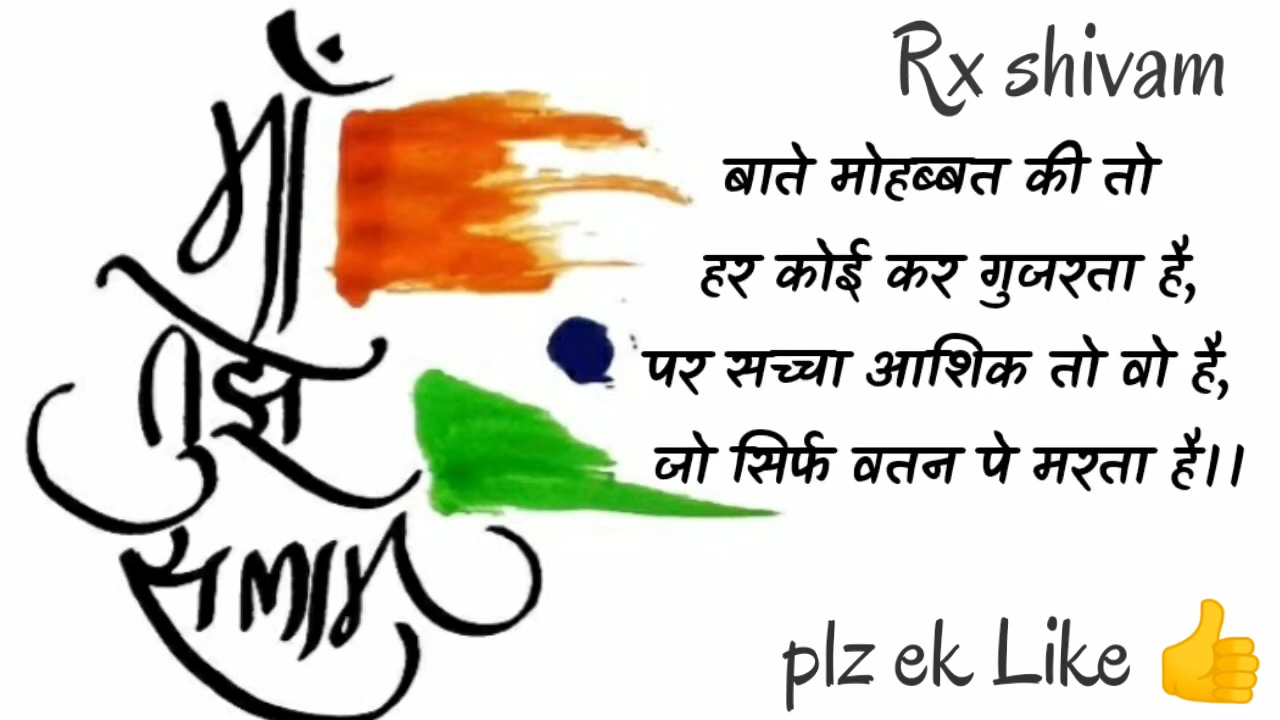 माँ
तुझे
सलाम
Rx shivam
बाते मोहब्बत की तो
हर कोई कर गुजरता है,
पर सच्चा आशिक तो वो है,
जो सिर्फ वतन पे मरता है।।
plz ek Like